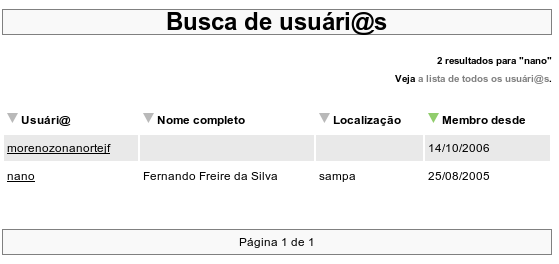 Busca de usuári@s
2 resultados para "nano"
Veja a lista de todos os usuári@s.
Usuári@ Nome completo Localização Membro desde
morenozonanortejf 14/10/2006
nano Fernando Freire da Silva sampa 25/08/2005
Página 1 de 1